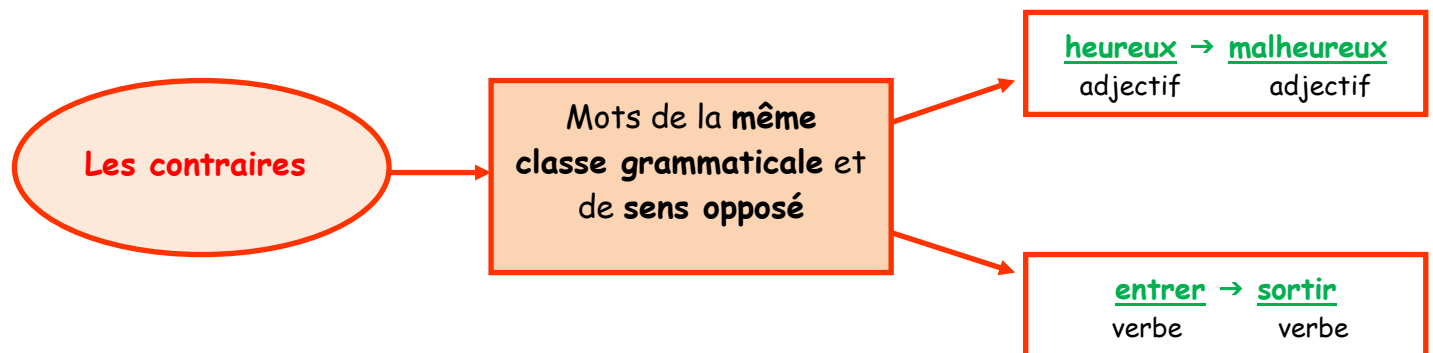 Les contraires
Mots de la même
classe grammaticale et
de sens opposé
heureux → malheureux
adjectif adjectif
entrer → sortir
verbe verbe